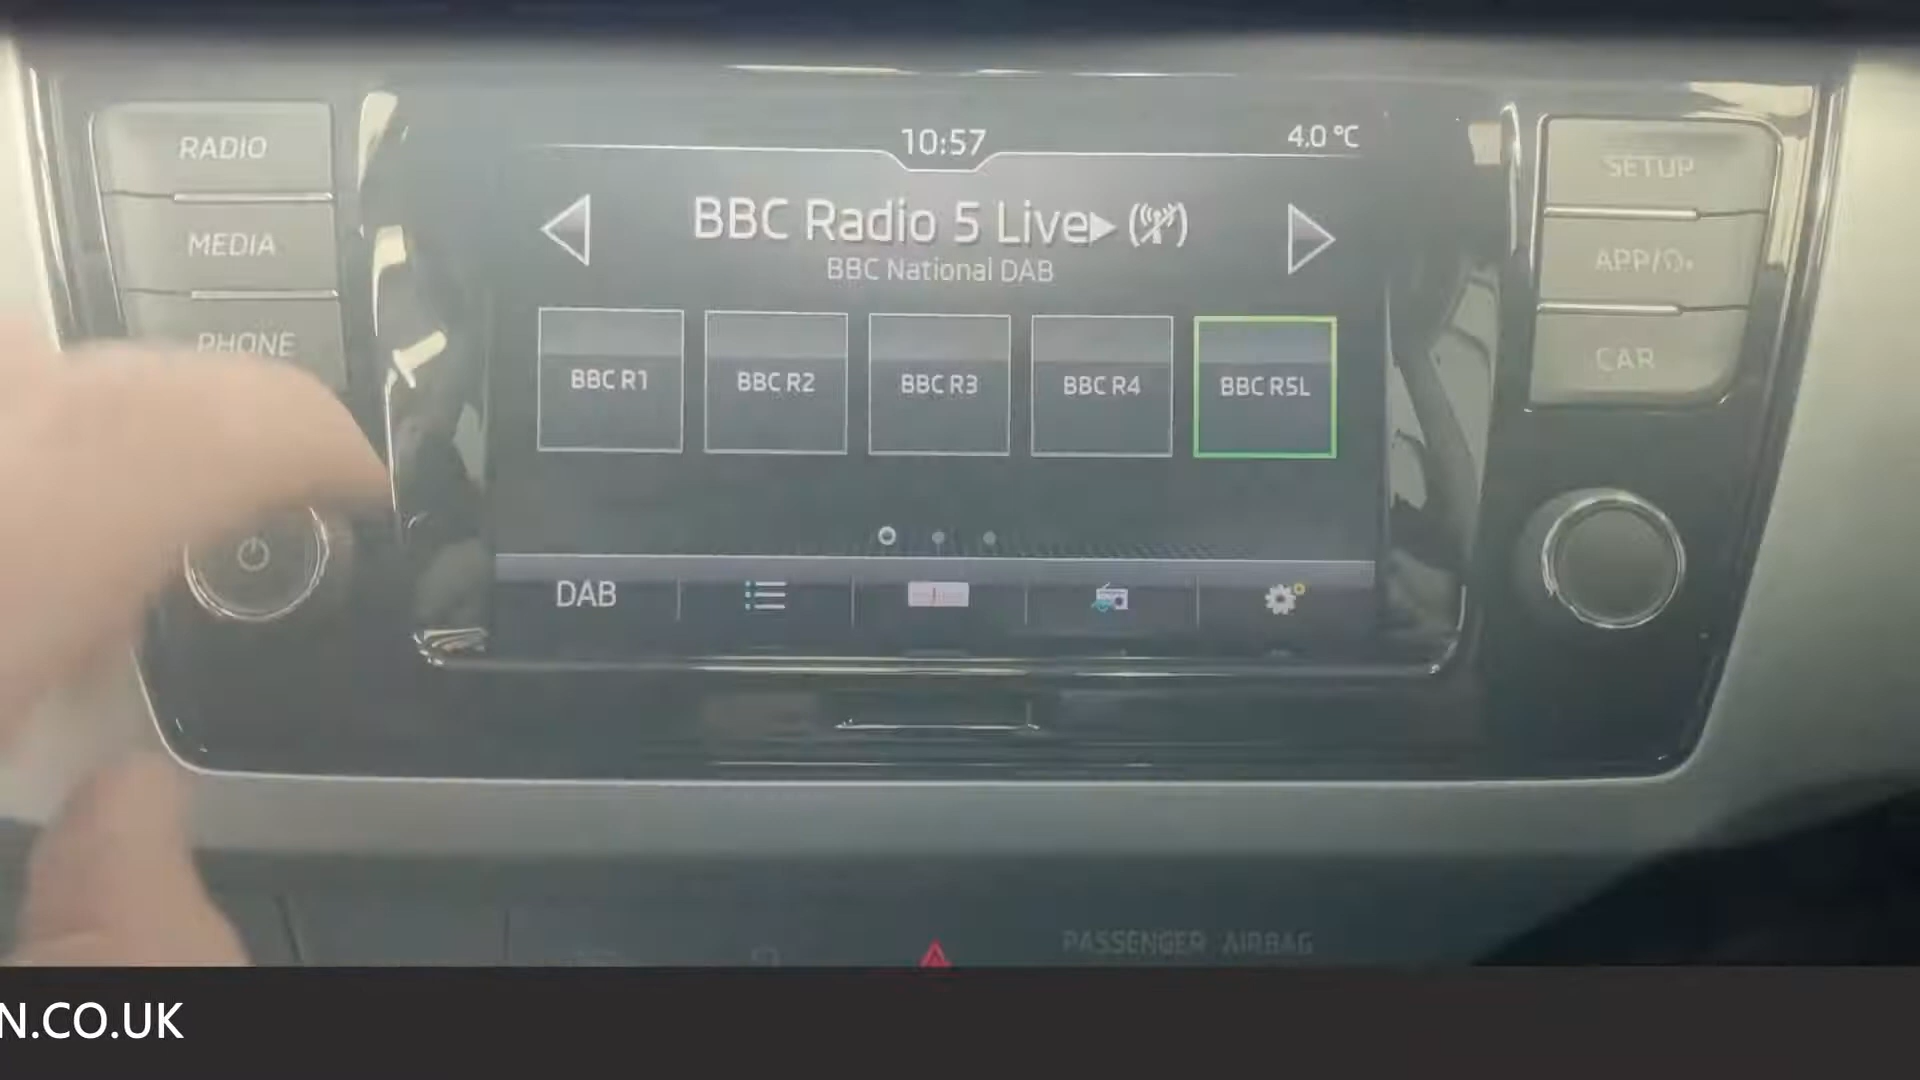 10:57
4.0 °C
RADIO
MEDIA
PHONE
SETUP
APP/
CAR
BBC Radio 5 Live
BBC National DAB
BBC R1
BBC R2
BBC R3
BBC R4
BBC R5L
DAB
PASSENGER AIRBAG
N.CO.UK